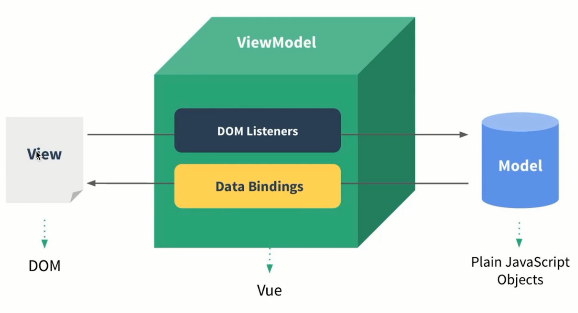 ViewModel
DOM Listeners
View
Data Bindings
Model
DOM
Vue
Plain JavaScript
Objects